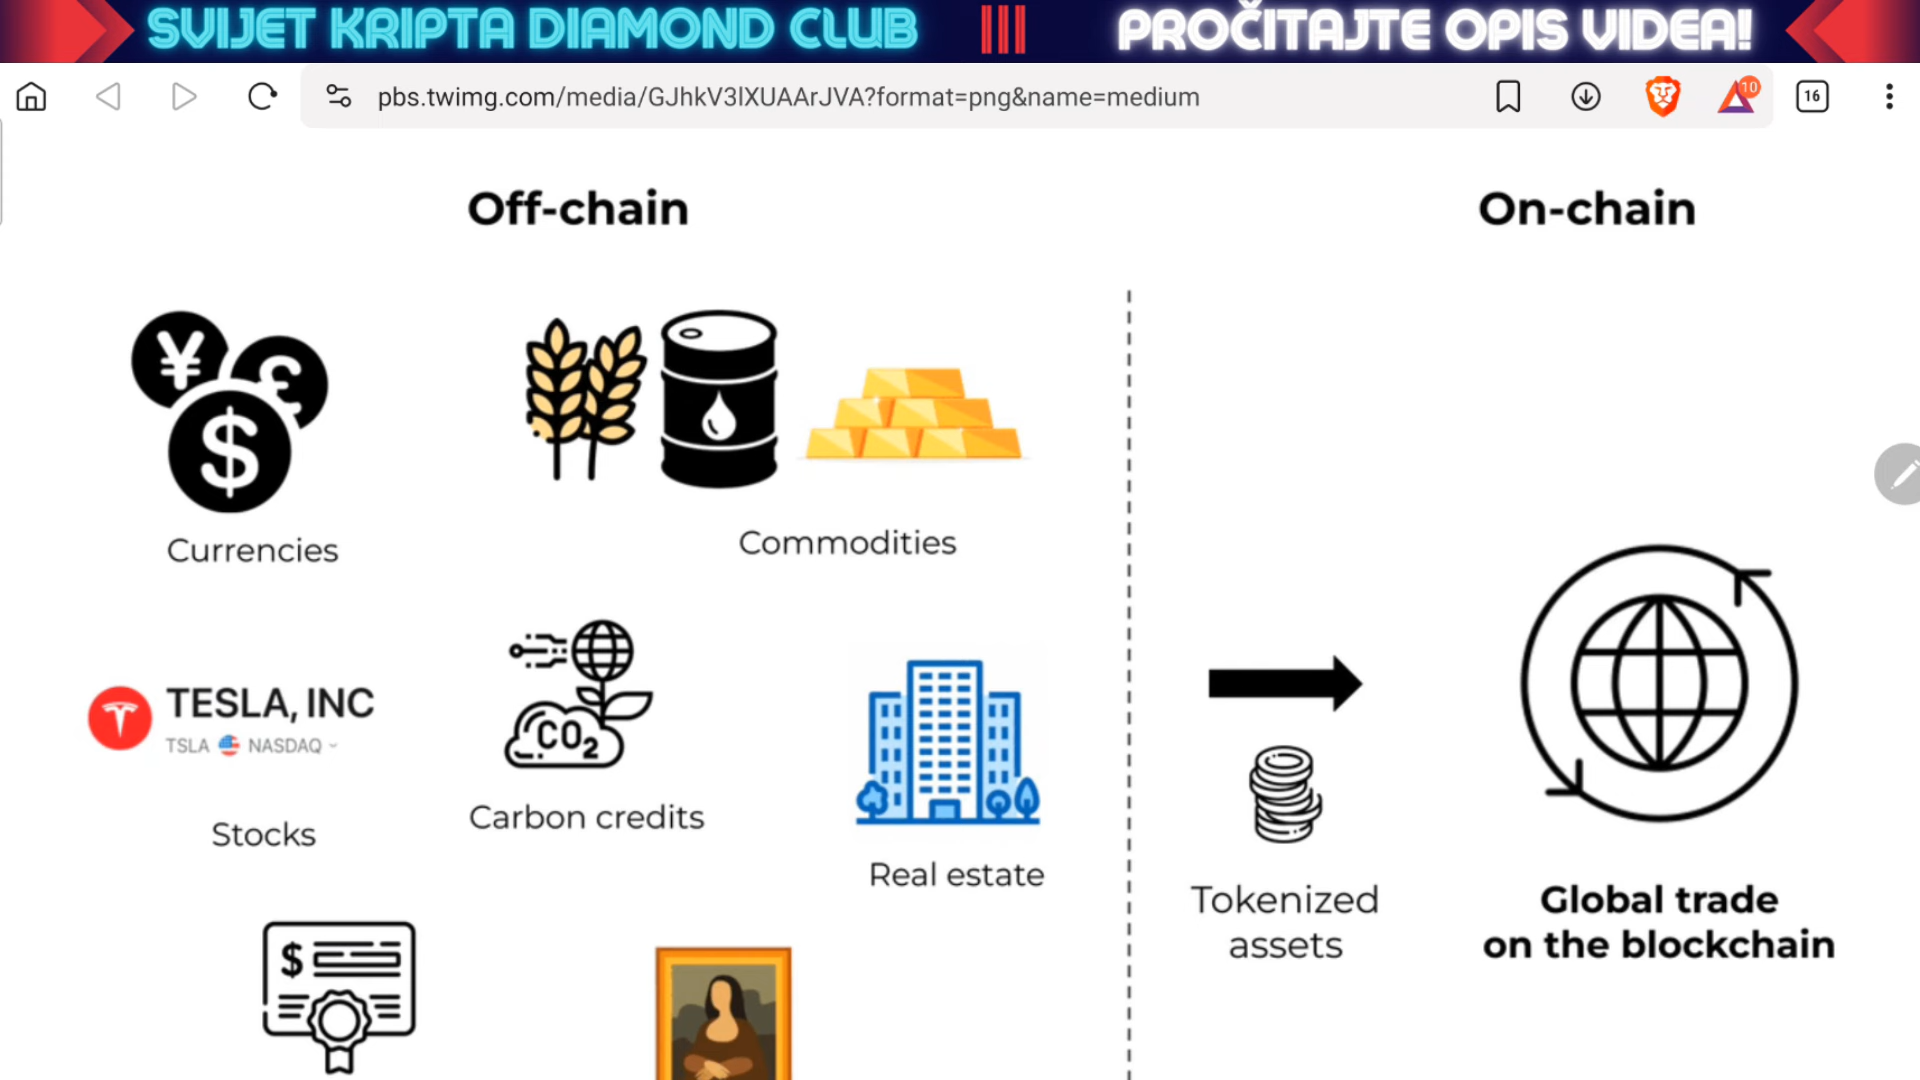 SVIJET KRIPTA DIAMOND CLUB
PROČITAJTE OPIS VIDEA!
pbs.twimg.com/media/GJhkV3lXUAArJVA?format=png&name=medium
10
16
Off-chain
On-chain
¥
£
$
Currencies
Commodities
TESLA, INC
TSLA NASDAQ
Stocks
CO2
Carbon credits
Real estate
Tokenized
assets
Global trade
on the blockchain
$